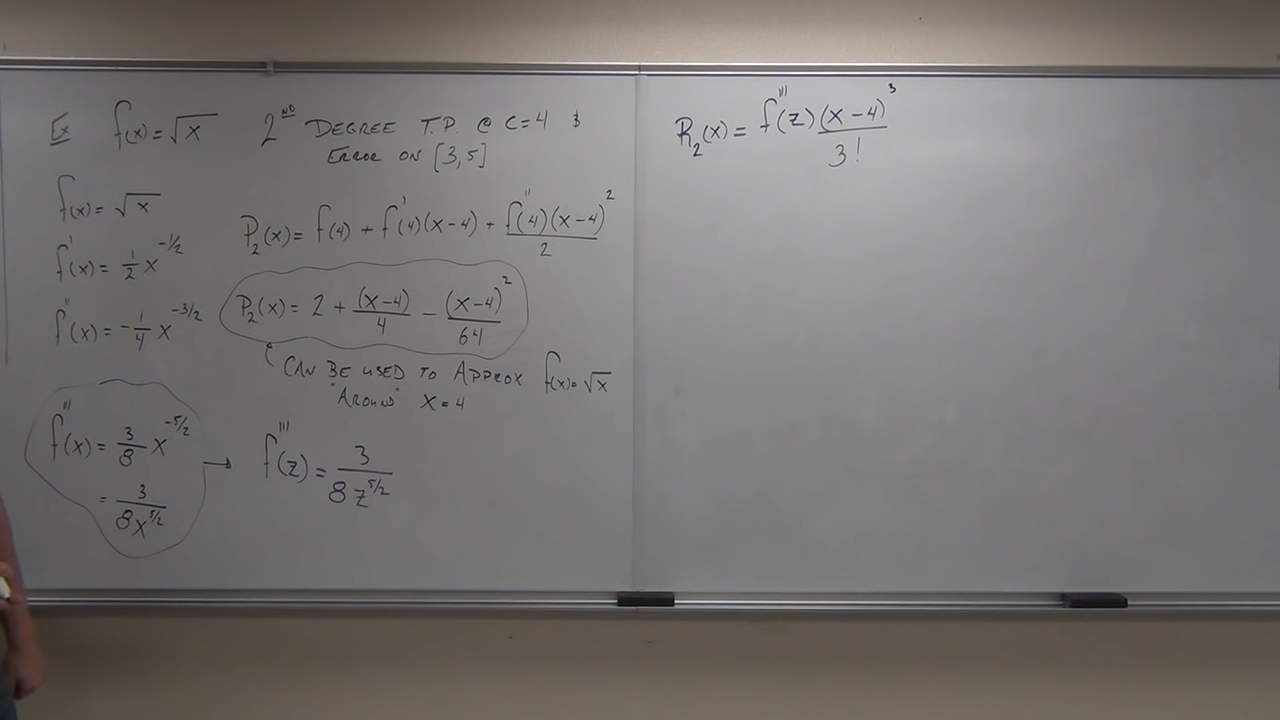 Ex f(x) = √x 2ND DEGREE T.P. @ C=4 &
ERROR ON [3,5]
f(x) = √x
f'(x) = 1/2 x^(-1/2)
f''(x) = -1/4 x^(-3/2)
f'''(x) = 3/8 x^(-5/2)
= 3/(8x^(5/2))
P₂(x) = f(4) + f'(4)(x-4) + f''(4)(x-4)²/2
P₂(x) = 2 + (x-4)/4 - (x-4)²/64
CAN BE USED TO APPROX f(x) = √x
"AROUND" X=4
→ f'''(z) = 3/(8z^(5/2))
R₂(x) = f'''(z)(x-4)³/3!